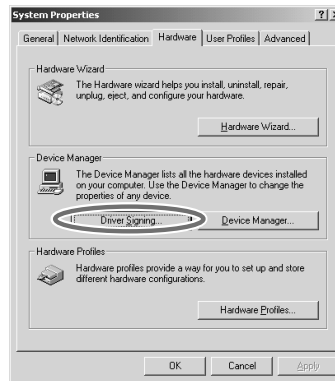 System Properties
General Network Identification Hardware User Profiles Advanced
Hardware Wizard
The Hardware wizard helps you install, uninstall, repair,
unplug, eject, and configure your hardware.
Hardware Wizard...
Device Manager
The Device Manager lists all the hardware devices installed
on your computer. Use the Device Manager to change the
properties of any device.
Driver Signing... Device Manager...
Hardware Profiles
Hardware profiles provide a way for you to set up and store
different hardware configurations.
Hardware Profiles...
OK Cancel Apply